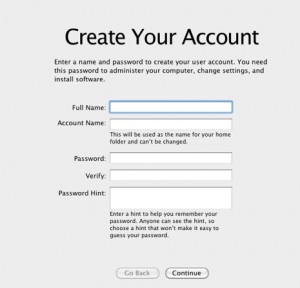 Create Your Account
Enter a name and password to create your user account. You need
this password to administer your computer, change settings, and
install software.
Full Name:
Account Name:
This will be used as the name for your home
folder and can't be changed.
Password:
Verify:
Password Hint:
Enter a hint to help you remember your
password. Anyone can see the hint, so
choose a hint that won't make it easy to
guess your password.
Go Back
Continue